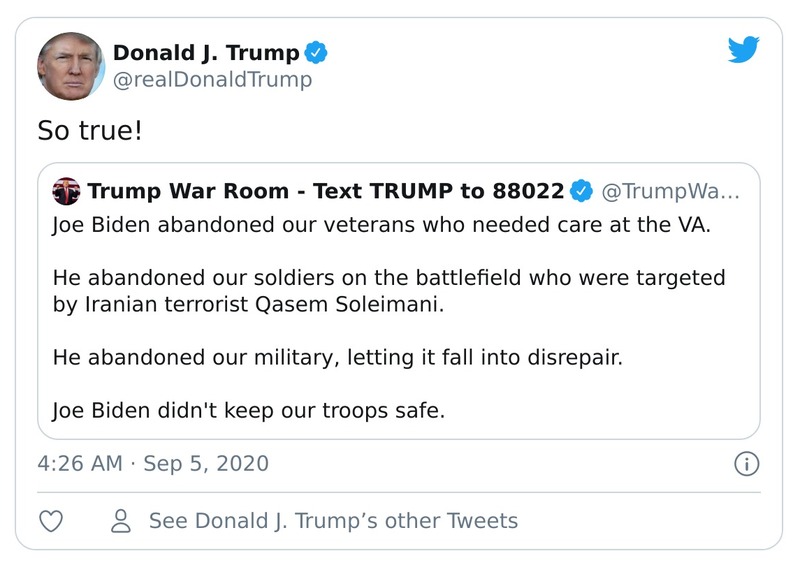 Donald J. Trump
@realDonaldTrump
So true!
Trump War Room - Text TRUMP to 88022 @TrumpWa...
Joe Biden abandoned our veterans who needed care at the VA.
He abandoned our soldiers on the battlefield who were targeted
by Iranian terrorist Qasem Soleimani.
He abandoned our military, letting it fall into disrepair.
Joe Biden didn't keep our troops safe.
4:26 AM · Sep 5, 2020
See Donald J. Trump’s other Tweets